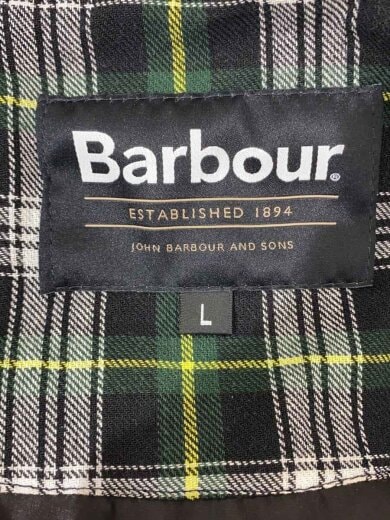 Barbour®
ESTABLISHED 1894
JOHN BARBOUR AND SONS
L